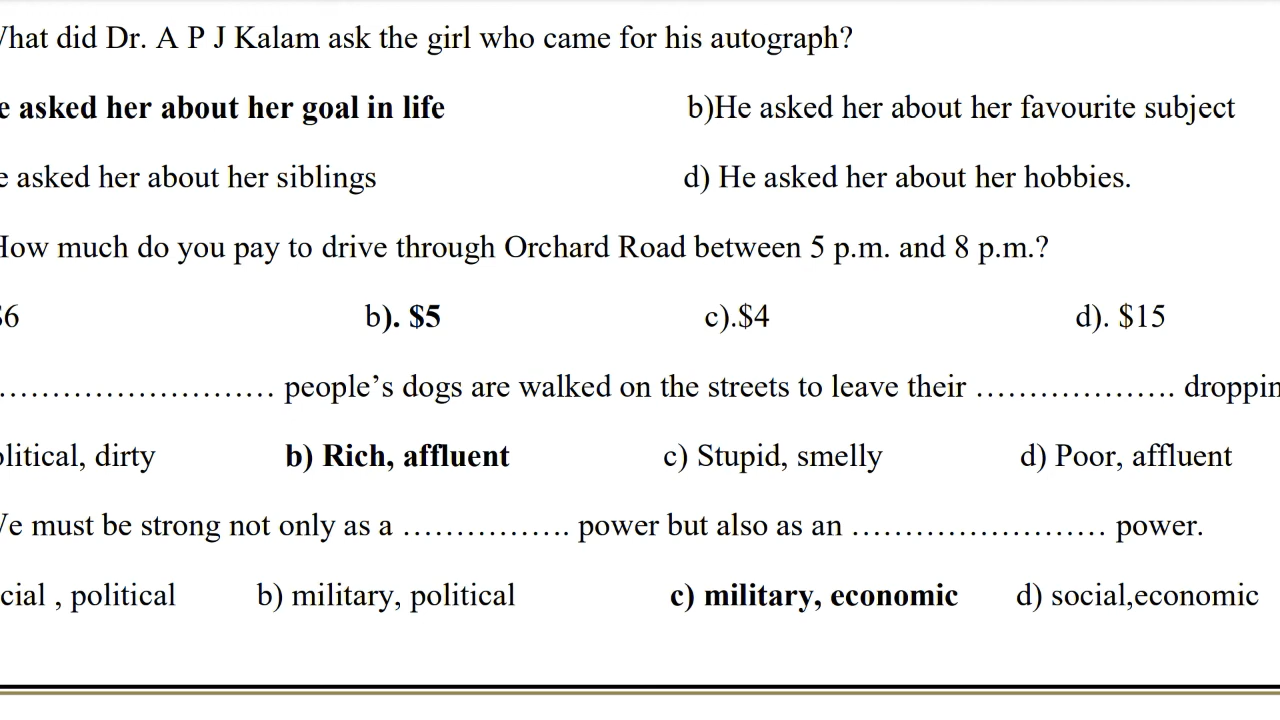 hat did Dr. A P J Kalam ask the girl who came for his autograph?
e asked her about her goal in life b)He asked her about her favourite subject
e asked her about her siblings d) He asked her about her hobbies.
How much do you pay to drive through Orchard Road between 5 p.m. and 8 p.m.?
$6 b). $5 c).$4 d). $15
........................... people’s dogs are walked on the streets to leave their ................... droppin
olitical, dirty b) Rich, affluent c) Stupid, smelly d) Poor, affluent
We must be strong not only as a ................ power but also as an ........................ power.
cial , political b) military, political c) military, economic d) social,economic